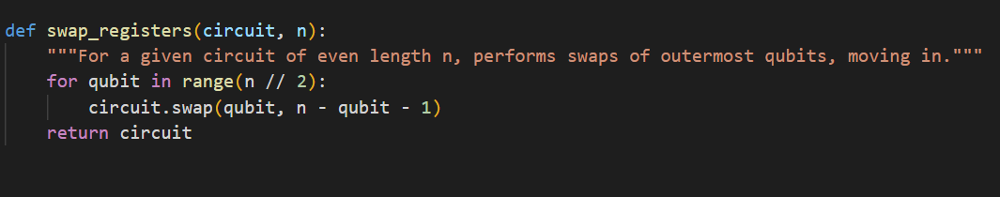 def swap_registers(circuit, n):
    """For a given circuit of even length n, performs swaps of outermost qubits, moving in."""
    for qubit in range(n // 2):
        circuit.swap(qubit, n - qubit - 1)
    return circuit